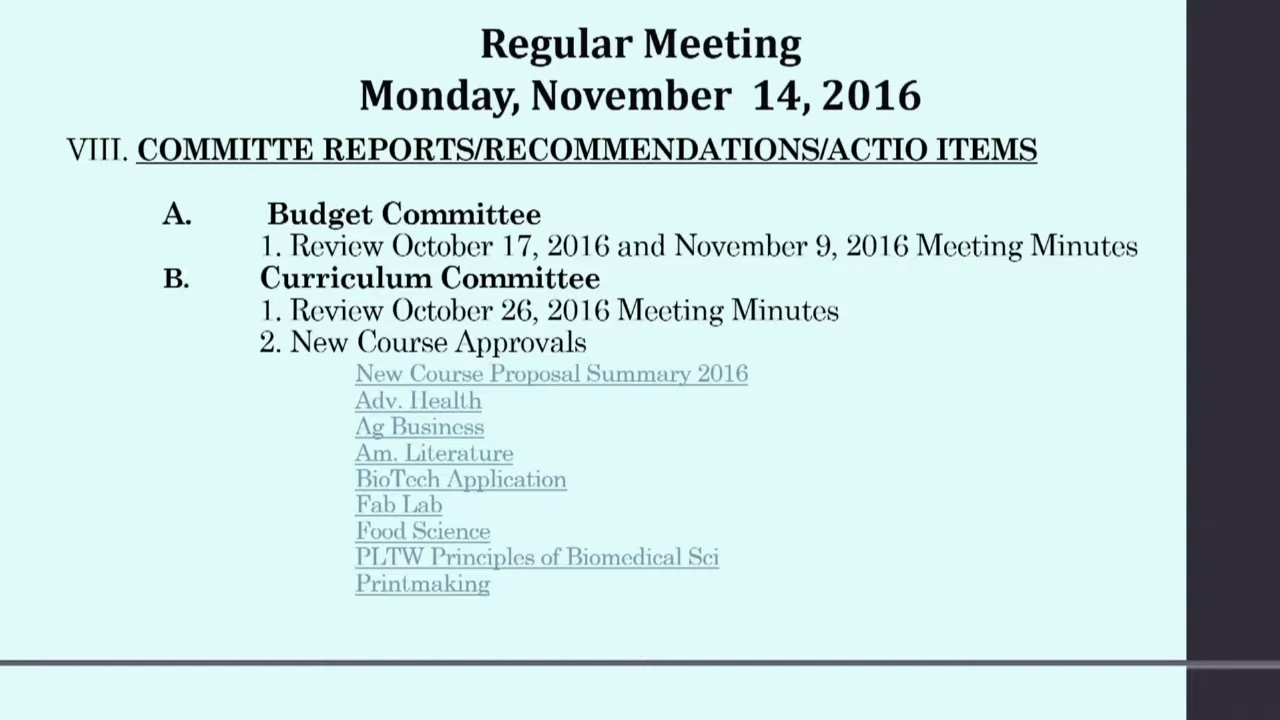 Regular Meeting
Monday, November 14, 2016
VIII. COMMITTE REPORTS/RECOMMENDATIONS/ACTIO ITEMS
A. Budget Committee
1. Review October 17, 2016 and November 9, 2016 Meeting Minutes
B. Curriculum Committee
1. Review October 26, 2016 Meeting Minutes
2. New Course Approvals
New Course Proposal Summary 2016
Adv. Health
Ag Business
Am. Literature
BioTech Application
Fab Lab
Food Science
PLTW Principles of Biomedical Sci
Printmaking